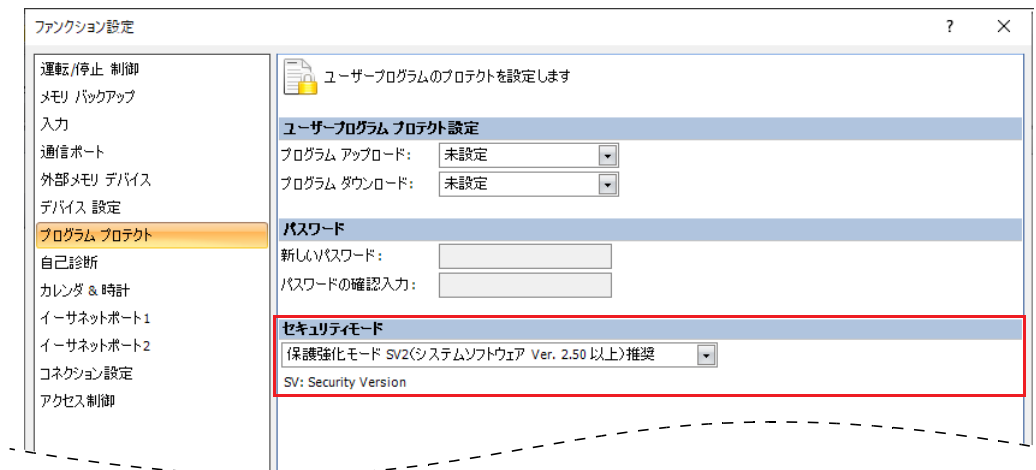 ファンクション設定
?
運転/停止 制御
メモリ バックアップ
入力
通信ポート
外部メモリ デバイス
デバイス 設定
プログラム プロテクト
自己診断
カレンダ & 時計
イーサネットポート1
イーサネットポート2
コネクション設定
アクセス制御
ユーザープログラムのプロテクトを設定します
ユーザープログラム プロテクト設定
プログラム アップロード: 未設定
プログラム ダウンロード: 未設定
パスワード
新しいパスワード:
パスワードの確認入力:
セキュリティモード
保護強化モード SV2(システムソフトウェア Ver. 2.50 以上)推奨
SV: Security Version